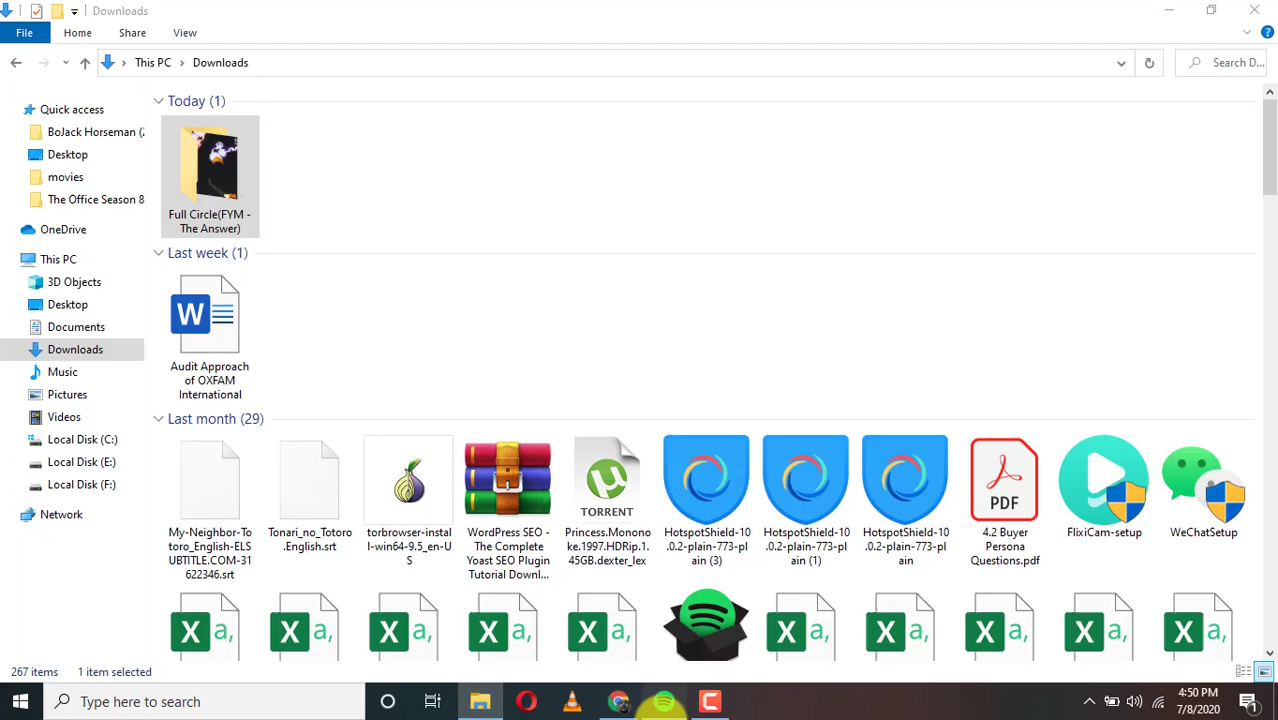 Downloads
File Home Share View
This PC Downloads
Search D...
Quick access
BoJack Horseman (2
Desktop
movies
The Office Season 8
OneDrive
This PC
3D Objects
Desktop
Documents
Downloads
Music
Pictures
Videos
Local Disk (C:)
Local Disk (E:)
Local Disk (F:)
Network
Today (1)
Full Circle(FYM -
The Answer)
Last week (1)
W
Audit Approach
of OXFAM
International
Last month (29)
My-Neighbor-To
toro_English-ELS
UBTITLE.COM-31
622346.srt
Tonari_no_Totoro
.English.srt
torbrowser-instal
l-win64-9.5_en-U
S
WordPress SEO -
The Complete
Yoast SEO Plugin
Tutorial Downl...
TORRENT
Princess.Monono
ke.1997.HDRip.1.
45GB.dexter_lex
HotspotShield-10
.0.2-plain-773-pl
ain (3)
HotspotShield-10
.0.2-plain-773-pl
ain (1)
HotspotShield-10
.0.2-plain-773-pl
ain
PDF
4.2 Buyer
Persona
Questions.pdf
FlixiCam-setup
WeChatSetup
X a,
X a,
X a,
X a,
X a,
X a,
X a,
X a,
X a,
X a,
267 items 1 item selected
Type here to search
4:50 PM
7/8/2020
1